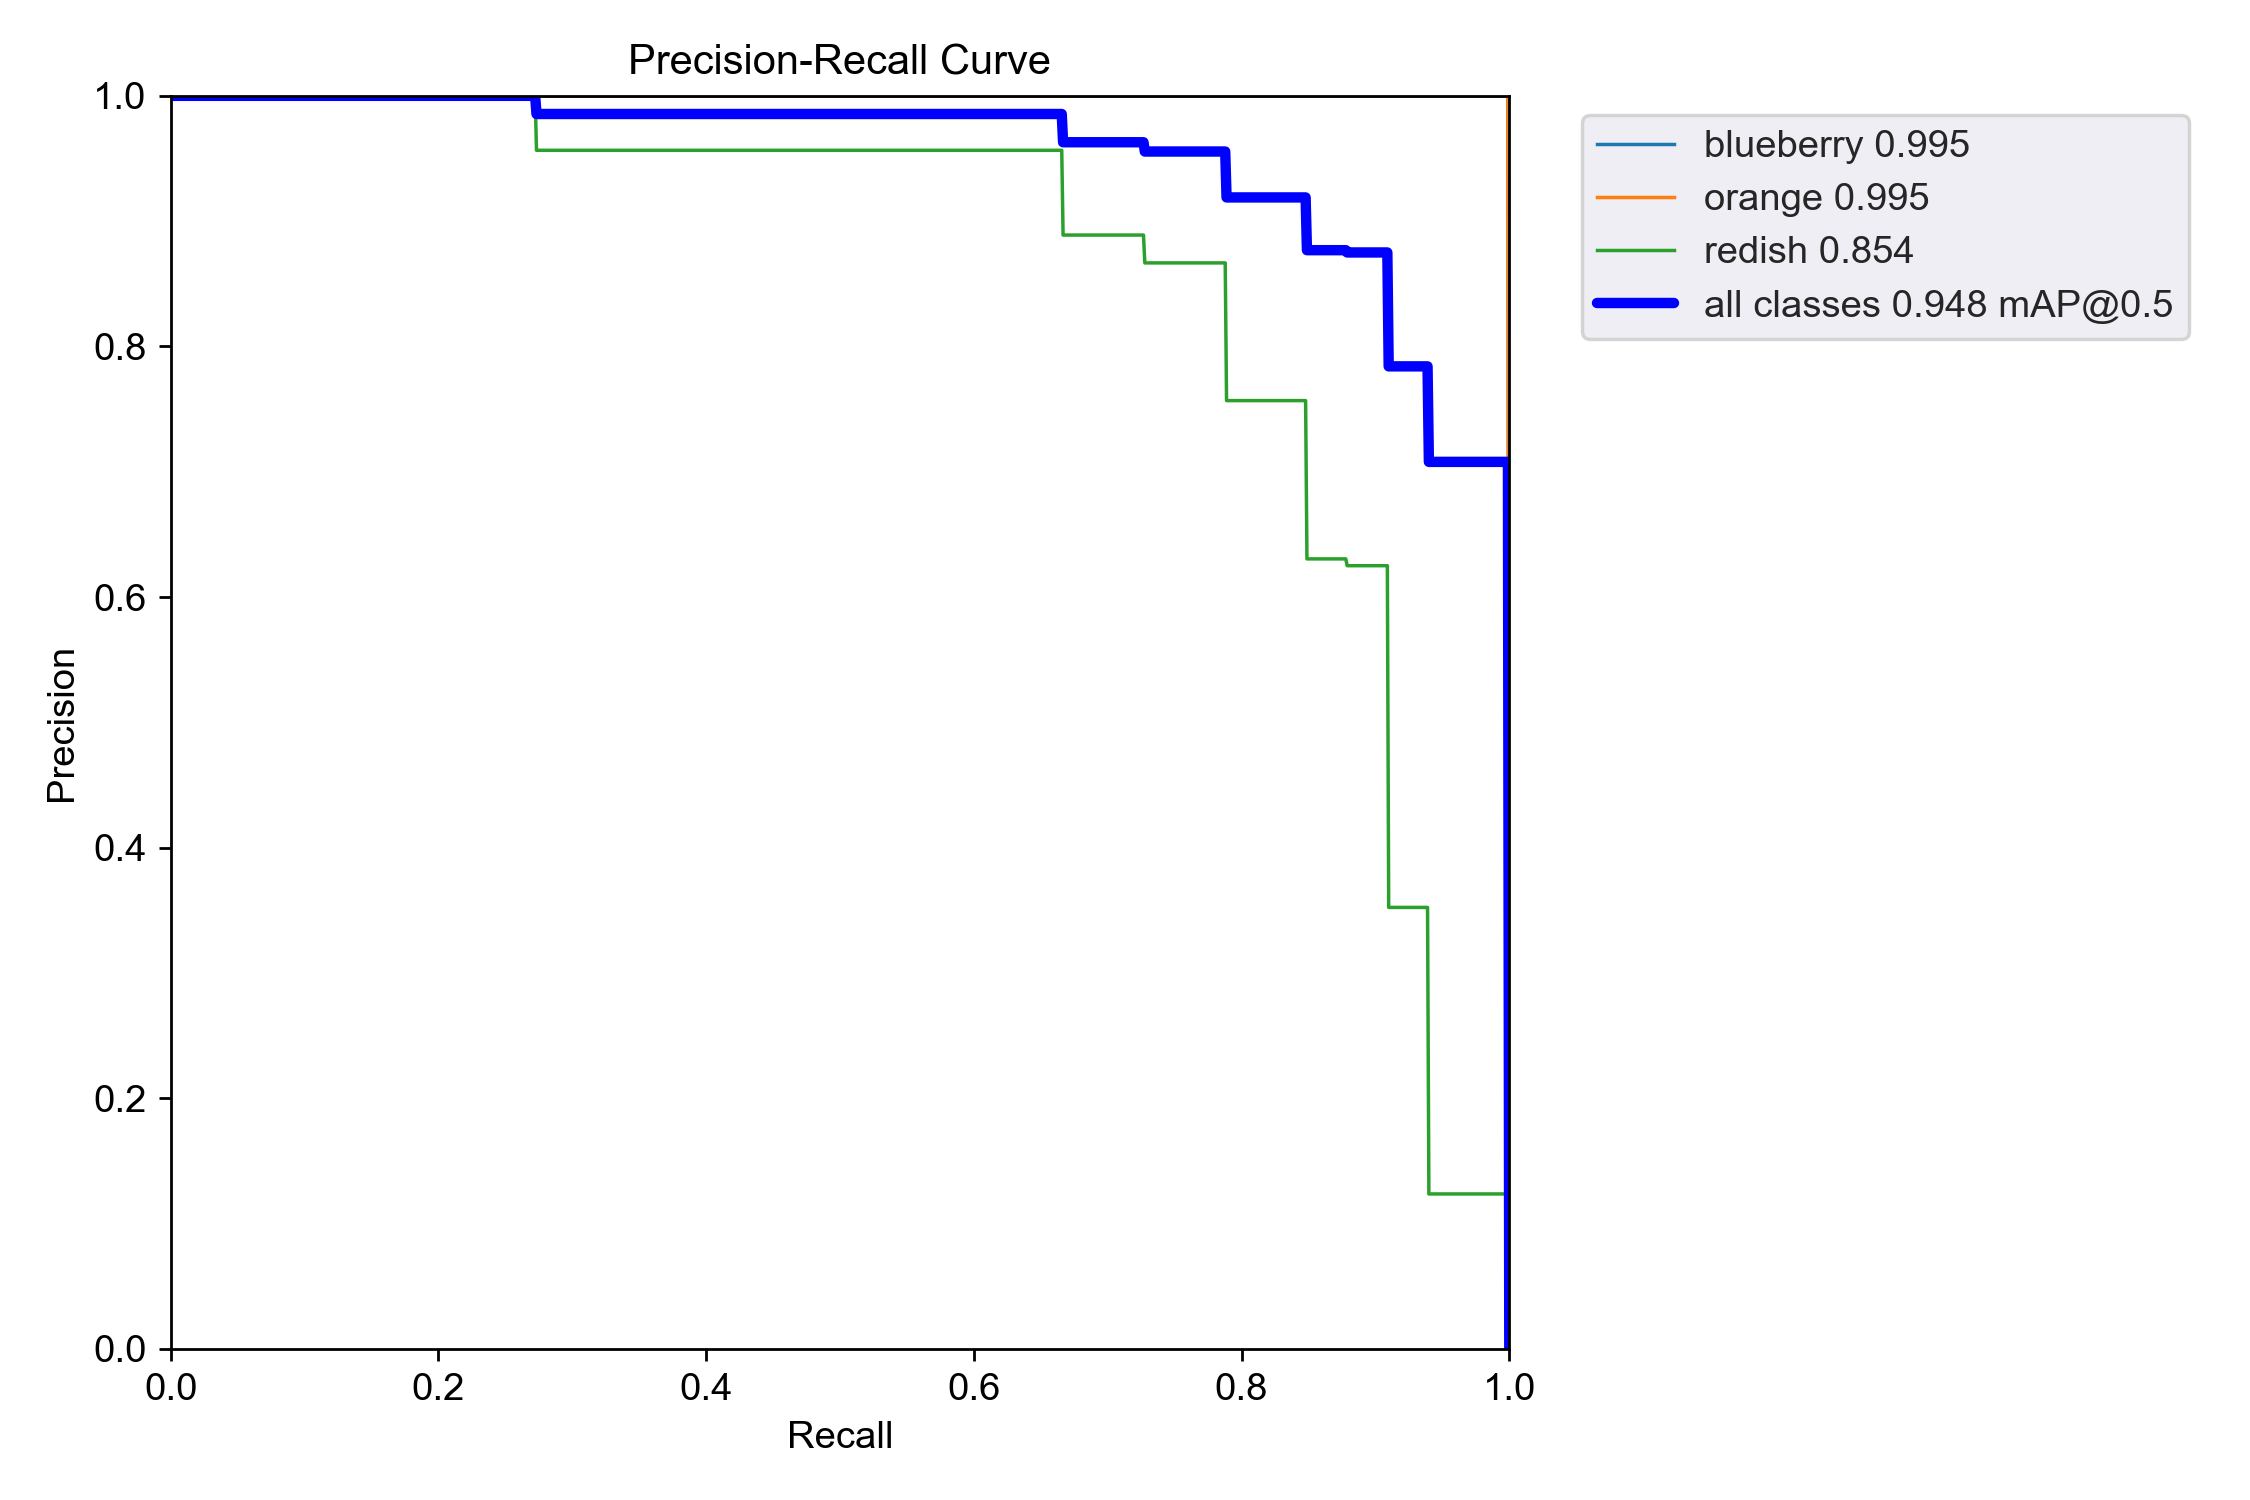 Precision-Recall Curve
1.0
0.8
0.6
0.4
0.2
0.0
Precision
0.0 0.2 0.4 0.6 0.8 1.0
Recall
blueberry 0.995
orange 0.995
redish 0.854
all classes 0.948 mAP@0.5